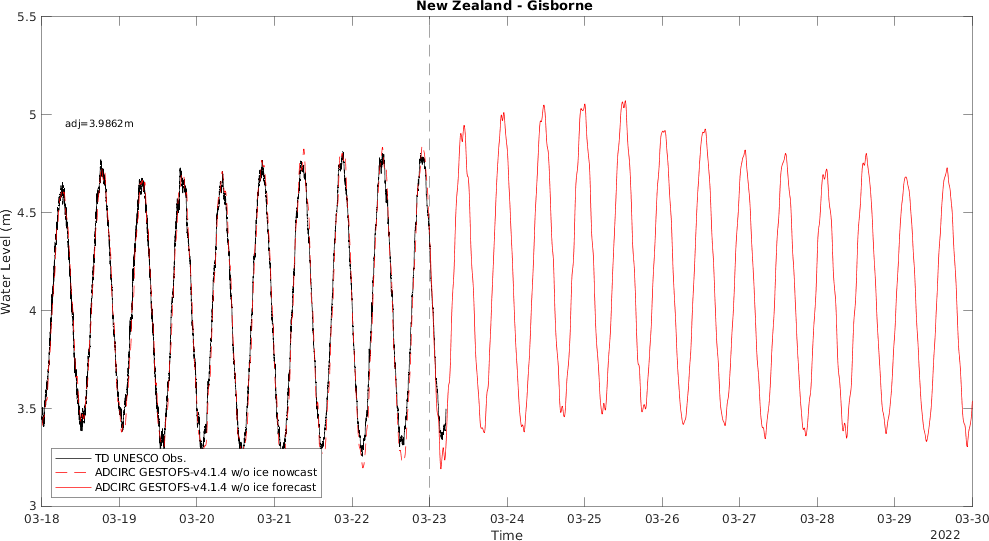 New Zealand - Gisborne
5.5
5
4.5
4
3.5
3
Water Level (m)
adj=3.9862m
TD UNESCO Obs.
ADCIRC GESTOFS-v4.1.4 w/o ice nowcast
ADCIRC GESTOFS-v4.1.4 w/o ice forecast
03-18 03-19 03-20 03-21 03-22 03-23 03-24 03-25 03-26 03-27 03-28 03-29 03-30
Time
2022